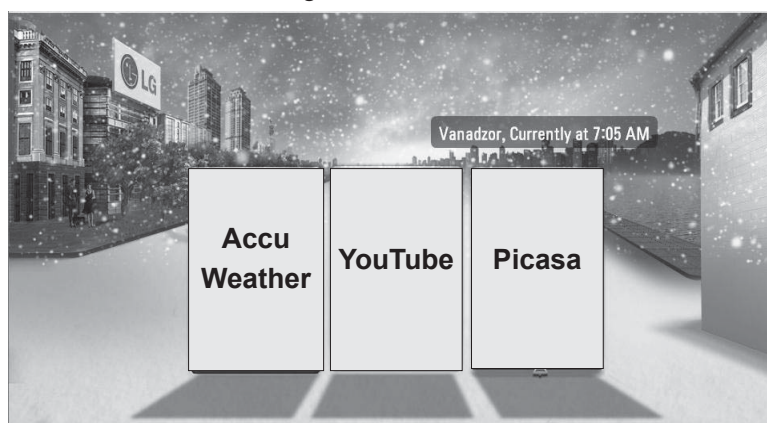 LG
Vanadzor, Currently at 7:05 AM
Accu
Weather
YouTube
Picasa